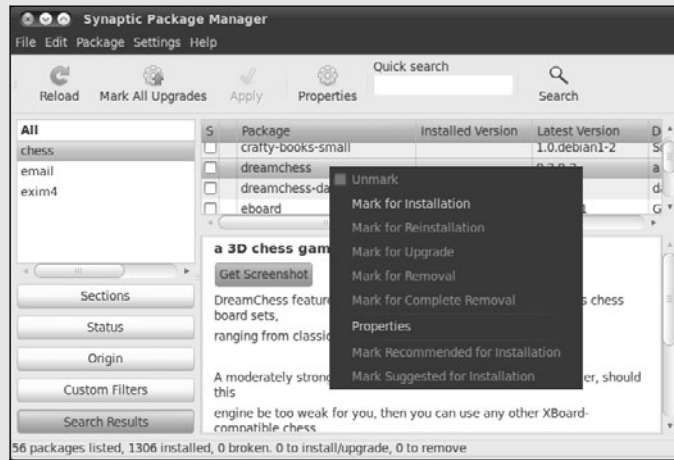 Synaptic Package Manager
File Edit Package Settings Help
Quick search
Reload Mark All Upgrades Apply Properties Search
All
chess
email
exim4
S Package Installed Version Latest Version D
crafty-books-small 1.0.debian1-2
dreamchess a
dreamchess-da d
eboard G
Unmark
Mark for Installation
Mark for Reinstallation
Mark for Upgrade
Mark for Removal
Mark for Complete Removal
Properties
Mark Recommended for Installation
Mark Suggested for Installation
a 3D chess gam
Get Screenshot
DreamChess featur s chess
board sets,
ranging from classic
A moderately strong er, should
this
engine be too weak for you, then you can use any other XBoard-
compatible chess
Sections
Status
Origin
Custom Filters
Search Results
56 packages listed, 1306 installed, 0 broken. 0 to install/upgrade, 0 to remove